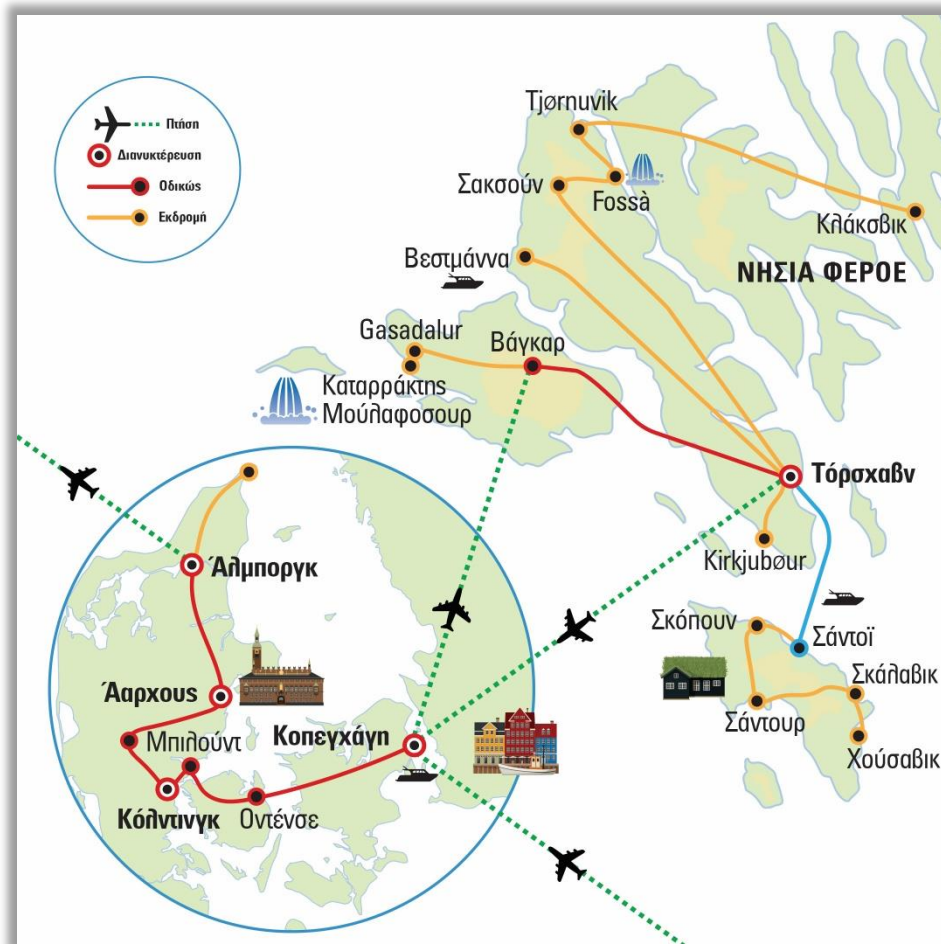 Πτήση
Διανυκτέρευση
Οδικώς
Εκδρομή
Tjørnuvik
Fossà
Σακσούν
Κλάκσβικ
Βεστμάννα
ΝΗΣΙΑ ΦΕΡΟΕ
Gasadalur
Βάγκαρ
Καταρράκτης
Μούλαφοσουρ
Τόρσχαβν
Kirkjubøur
Άλμποργκ
Σκόπουν
Σάντοϊ
Σκάλαβικ
Σάντουρ
Χούσαβικ
Άαρχους
Μπιλούντ
Κοπεγχάγη
Κόλντινγκ
Οντένσε